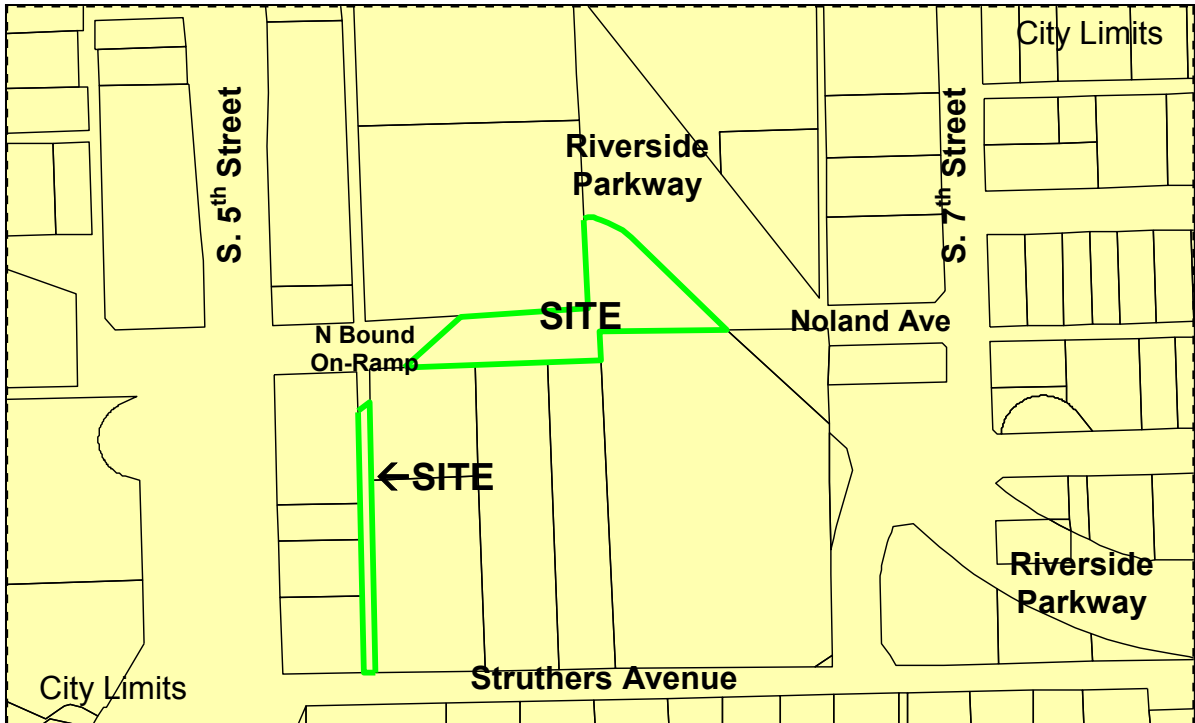 City Limits
S. 5th Street
Riverside
Parkway
S. 7th Street
SITE
Noland Ave
N Bound
On-Ramp
←SITE
Riverside
Parkway
Struthers Avenue
City Limits